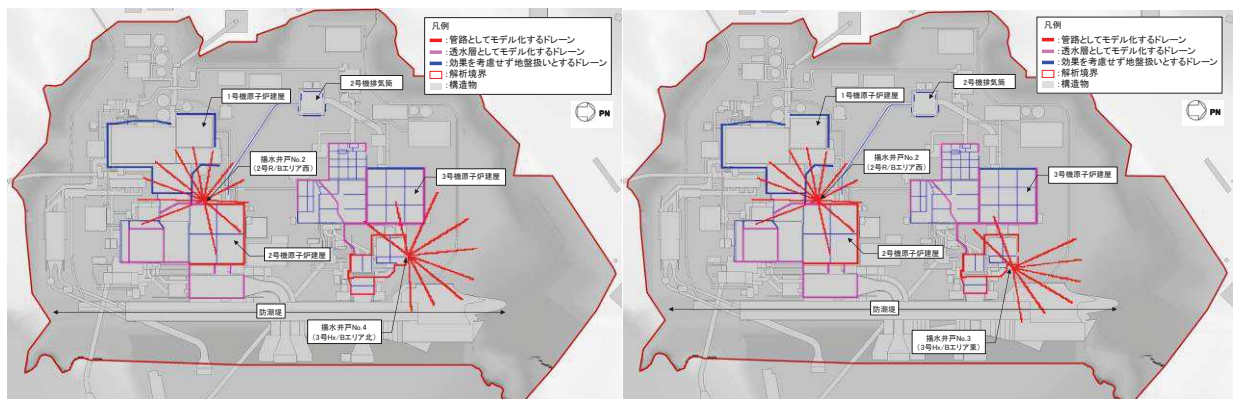 凡例
:管路としてモデル化するドレーン
:透水層としてモデル化するドレーン
:効果を考慮せず地盤扱いとするドレーン
:解析境界
:構造物
PN
2号機排気筒
1号機原子炉建屋
揚水井戸No.2
(2号R/Bエリア西)
3号機原子炉建屋
2号機原子炉建屋
防潮堤
揚水井戸No.4
(3号Hx/Bエリア北)
凡例
:管路としてモデル化するドレーン
:透水層としてモデル化するドレーン
:効果を考慮せず地盤扱いとするドレーン
:解析境界
:構造物
PN
2号機排気筒
1号機原子炉建屋
揚水井戸No.2
(2号R/Bエリア西)
3号機原子炉建屋
2号機原子炉建屋
防潮堤
揚水井戸No.3
(3号Hx/Bエリア東)